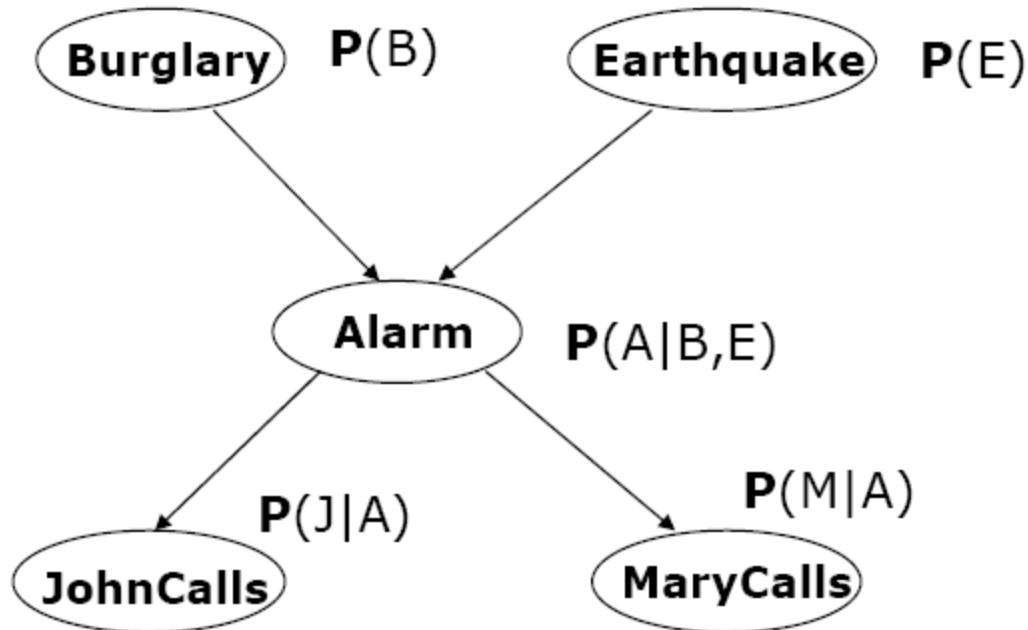 Burglary P(B)
Earthquake P(E)
Alarm P(A|B,E)
P(J|A)
P(M|A)
JohnCalls
MaryCalls